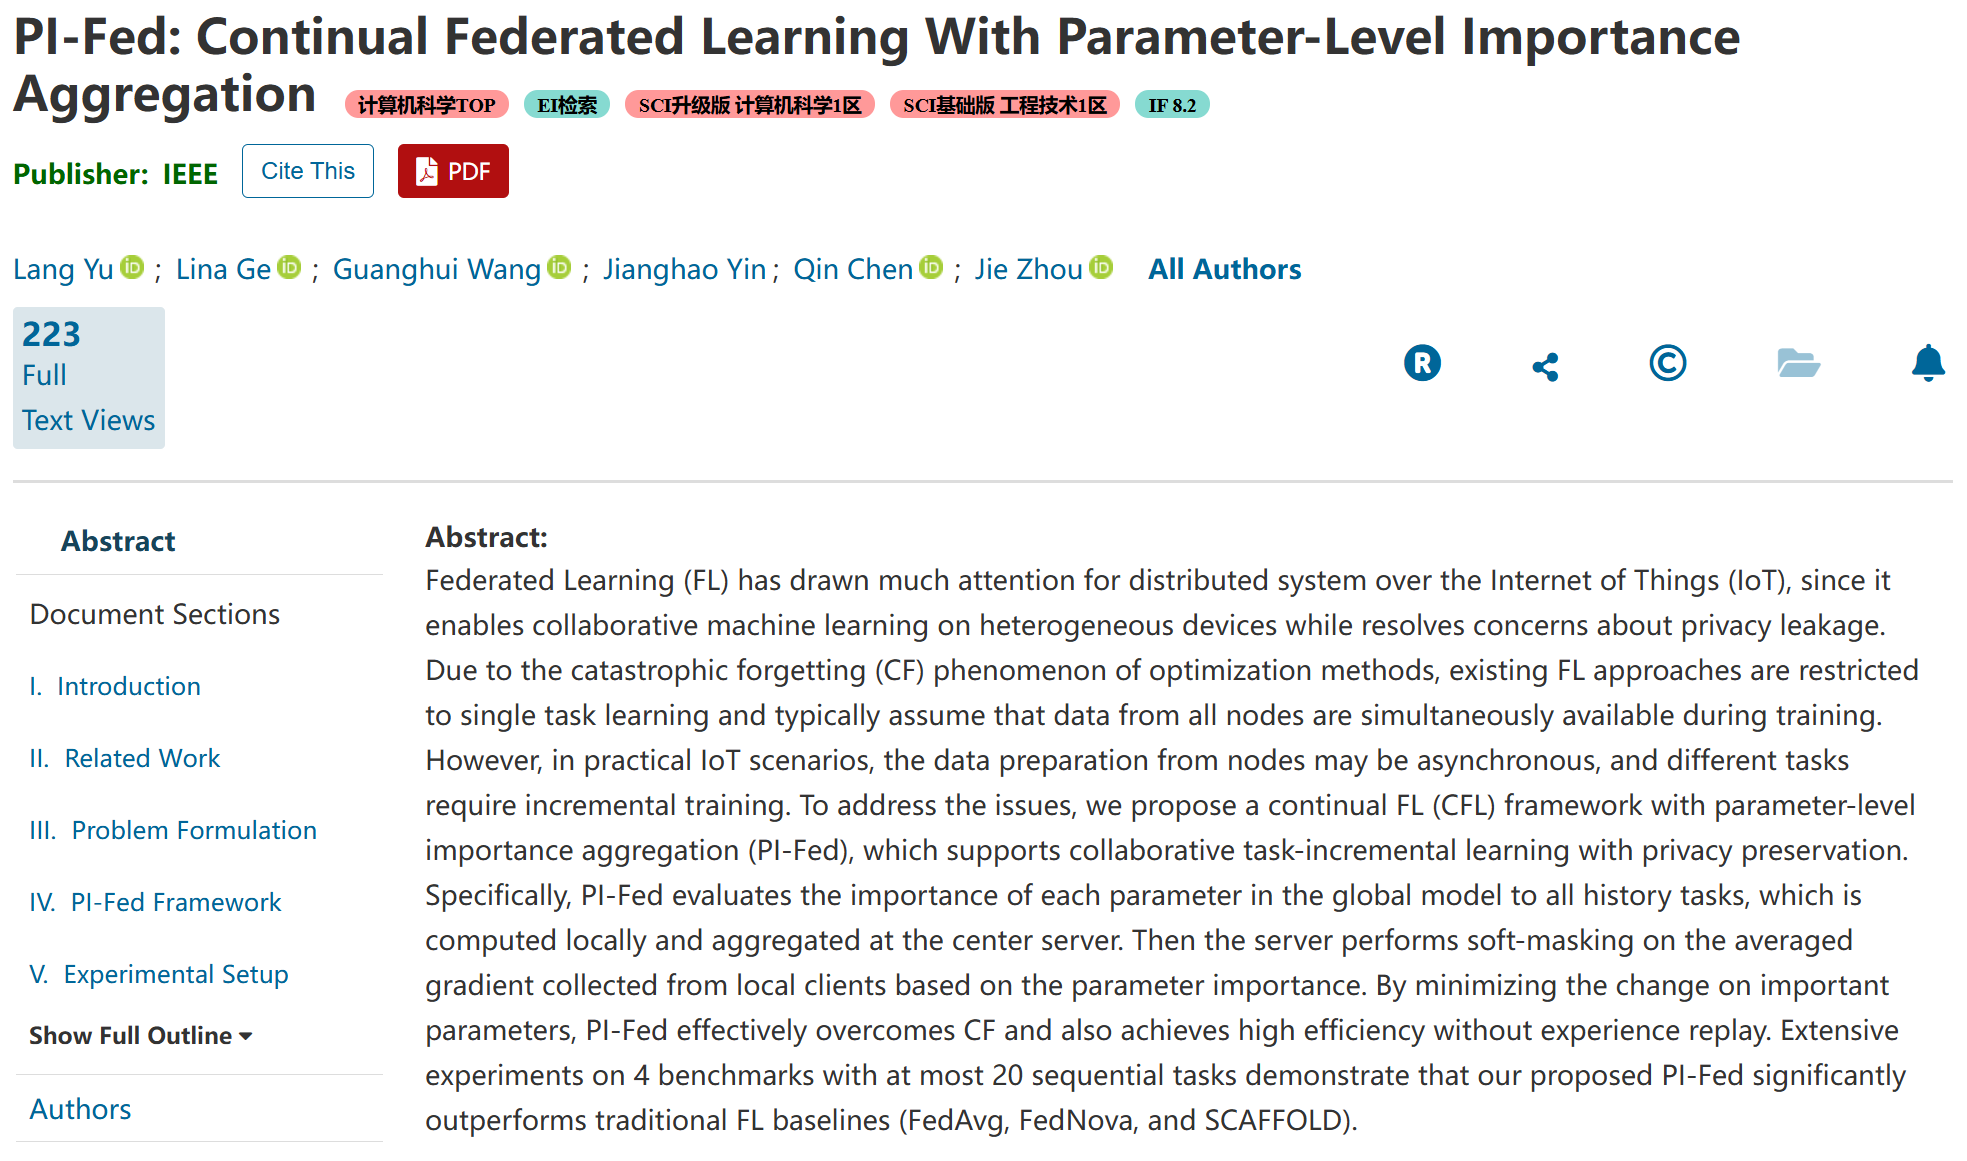 PI-Fed: Continual Federated Learning With Parameter-Level Importance
Aggregation 计算机科学TOP EI检索 SCI升级版 计算机科学1区 SCI基础版 工程技术1区 IF 8.2
Publisher: IEEE Cite This PDF
Lang Yu iD ; Lina Ge iD ; Guanghui Wang iD ; Jianghao Yin ; Qin Chen iD ; Jie Zhou iD All Authors
223
Full
Text Views
R C
Abstract
Document Sections
I. Introduction
II. Related Work
III. Problem Formulation
IV. PI-Fed Framework
V. Experimental Setup
Show Full Outline
Authors
Abstract:
Federated Learning (FL) has drawn much attention for distributed system over the Internet of Things (IoT), since it
enables collaborative machine learning on heterogeneous devices while resolves concerns about privacy leakage.
Due to the catastrophic forgetting (CF) phenomenon of optimization methods, existing FL approaches are restricted
to single task learning and typically assume that data from all nodes are simultaneously available during training.
However, in practical IoT scenarios, the data preparation from nodes may be asynchronous, and different tasks
require incremental training. To address the issues, we propose a continual FL (CFL) framework with parameter-level
importance aggregation (PI-Fed), which supports collaborative task-incremental learning with privacy preservation.
Specifically, PI-Fed evaluates the importance of each parameter in the global model to all history tasks, which is
computed locally and aggregated at the center server. Then the server performs soft-masking on the averaged
gradient collected from local clients based on the parameter importance. By minimizing the change on important
parameters, PI-Fed effectively overcomes CF and also achieves high efficiency without experience replay. Extensive
experiments on 4 benchmarks with at most 20 sequential tasks demonstrate that our proposed PI-Fed significantly
outperforms traditional FL baselines (FedAvg, FedNova, and SCAFFOLD).